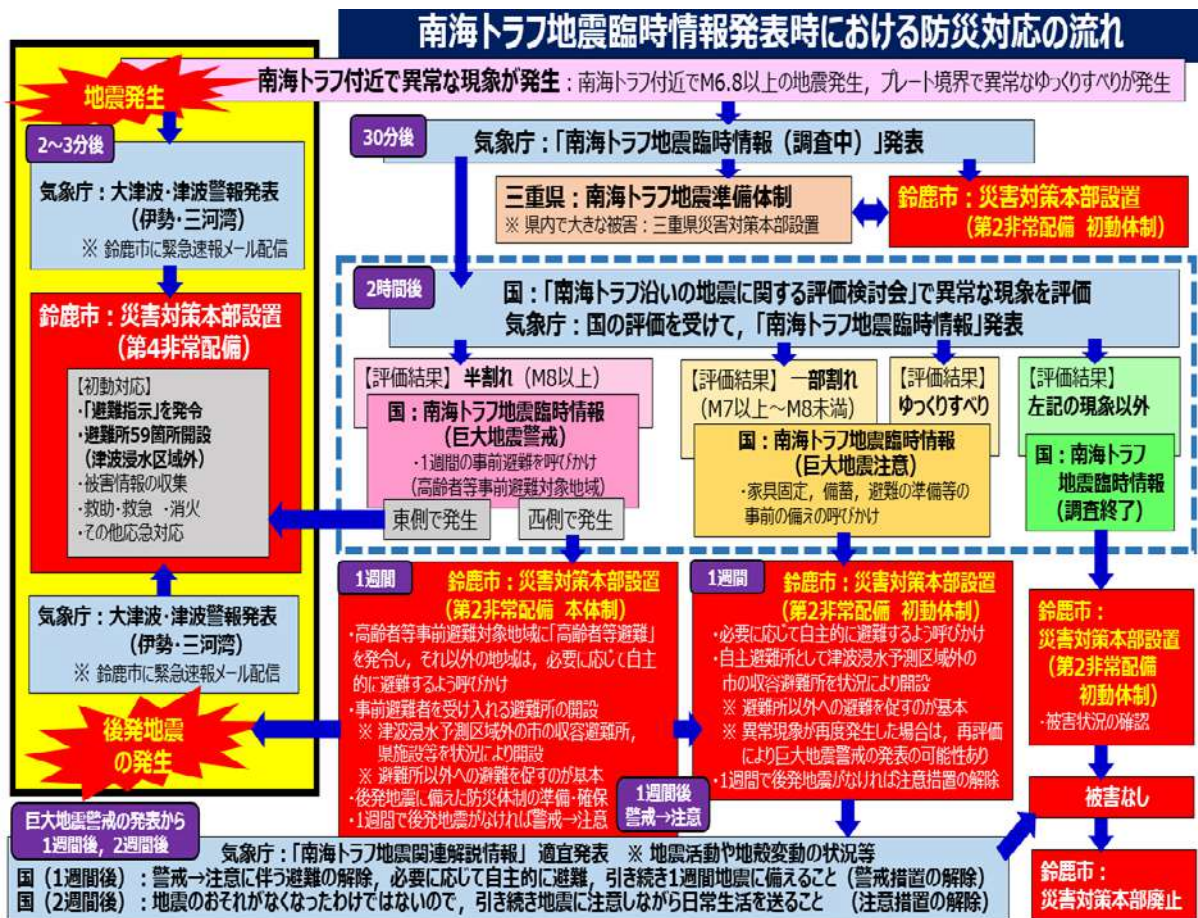 南海トラフ地震臨時情報発表時における防災対応の流れ
地震発生
南海トラフ付近で異常な現象が発生：南海トラフ付近でM6.8以上の地震発生，プレート境界で異常なゆっくりすべりが発生
2～3分後
気象庁：大津波・津波警報発表
(伊勢・三河湾)
※ 鈴鹿市に緊急速報メール配信
鈴鹿市：災害対策本部設置
(第4非常配備)
【初動対応】
・「避難指示」を発令
・避難所59箇所開設
(津波浸水区域外)
・被害情報の収集
・救助・救急 ・消火
・その他応急対応
気象庁：大津波・津波警報発表
(伊勢・三河湾)
※ 鈴鹿市に緊急速報メール配信
後発地震
の発生
30分後
気象庁：「南海トラフ地震臨時情報（調査中）」発表
三重県：南海トラフ地震準備体制
※ 県内で大きな被害：三重県災害対策本部設置
鈴鹿市：災害対策本部設置
(第2非常配備 初動体制)
2時間後
国：「南海トラフ沿いの地震に関する評価検討会」で異常な現象を評価
気象庁：国の評価を受けて，「南海トラフ地震臨時情報」発表
【評価結果】半割れ（M8以上）
国：南海トラフ地震臨時情報
(巨大地震警戒)
・1週間の事前避難を呼びかけ
(高齢者等事前避難対象地域)
東側で発生
西側で発生
【評価結果】一部割れ
(M7以上～M8未満)
【評価結果】
ゆっくりすべり
国：南海トラフ地震臨時情報
(巨大地震注意)
・家具固定，備蓄，避難の準備等の
事前の備えの呼びかけ
【評価結果】
左記の現象以外
国：南海トラフ
地震臨時情報
(調査終了)
1週間
鈴鹿市：災害対策本部設置
(第2非常配備 本体制)
・高齢者等事前避難対象地域に「高齢者等避難」
を発令し，それ以外の地域は，必要に応じて自主
的に避難するよう呼びかけ
・事前避難者を受け入れる避難所の開設
※ 津波浸水予測区域外の市の収容避難所，
県施設等を状況により開設
※ 避難所以外への避難を促すのが基本
・後発地震に備えた防災体制の準備・確保
・1週間で後発地震がなければ警戒→注意
1週間後
警戒→注意
1週間
鈴鹿市：災害対策本部設置
(第2非常配備 初動体制)
・必要に応じて自主的に避難するよう呼びかけ
・自主避難所として津波浸水予測区域外の
市の収容避難所を状況により開設
※ 避難所以外への避難を促すのが基本
※ 異常現象が再度発生した場合は，再評価
により巨大地震警戒の発表の可能性あり
・1週間で後発地震がなければ注意措置の解除
鈴鹿市：
災害対策本部設置
(第2非常配備
初動体制)
・被害状況の確認
被害なし
鈴鹿市：
災害対策本部廃止
巨大地震警戒の発表から
1週間後，2週間後
気象庁：「南海トラフ地震関連解説情報」適宜発表 ※ 地震活動や地殻変動の状況等
国（1週間後）：警戒→注意に伴う避難の解除，必要に応じて自主的に避難，引き続き1週間地震に備えること（警戒措置の解除）
国（2週間後）：地震のおそれがなくなったわけではないので，引き続き地震に注意しながら日常生活を送ること （注意措置の解除）